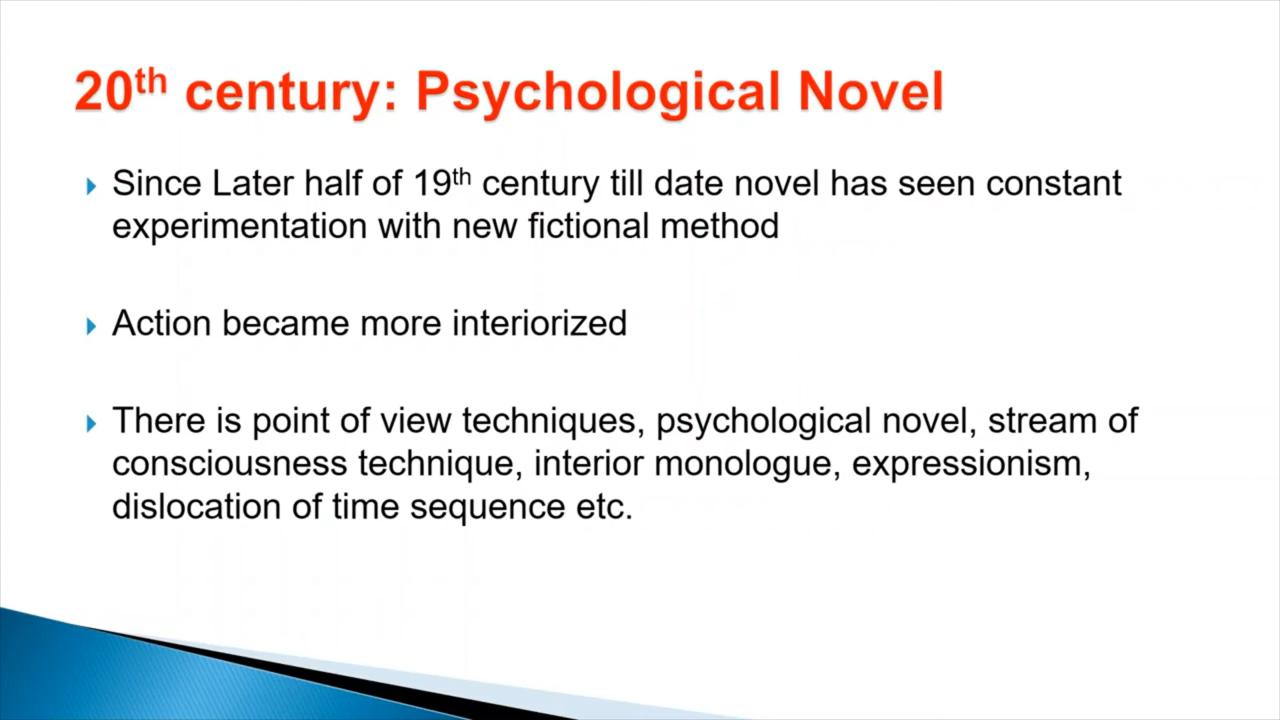 20th century: Psychological Novel
Since Later half of 19th century till date novel has seen constant
experimentation with new fictional method
Action became more interiorized
There is point of view techniques, psychological novel, stream of
consciousness technique, interior monologue, expressionism,
dislocation of time sequence etc.